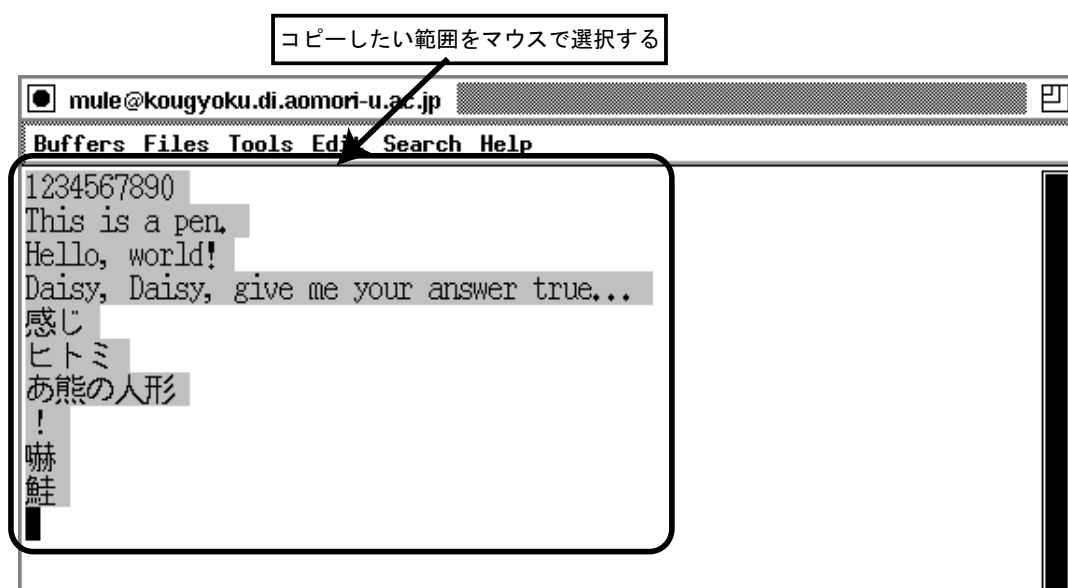 コピーしたい範囲をマウスで選択する
mule@kougyoku.di.aomori-u.ac.jp
Buffers Files Tools Edit Search Help
1234567890
This is a pen.
Hello, world!
Daisy, Daisy, give me your answer true...
感じ
ヒトミ
あ熊の人形
！
嚇
鮭